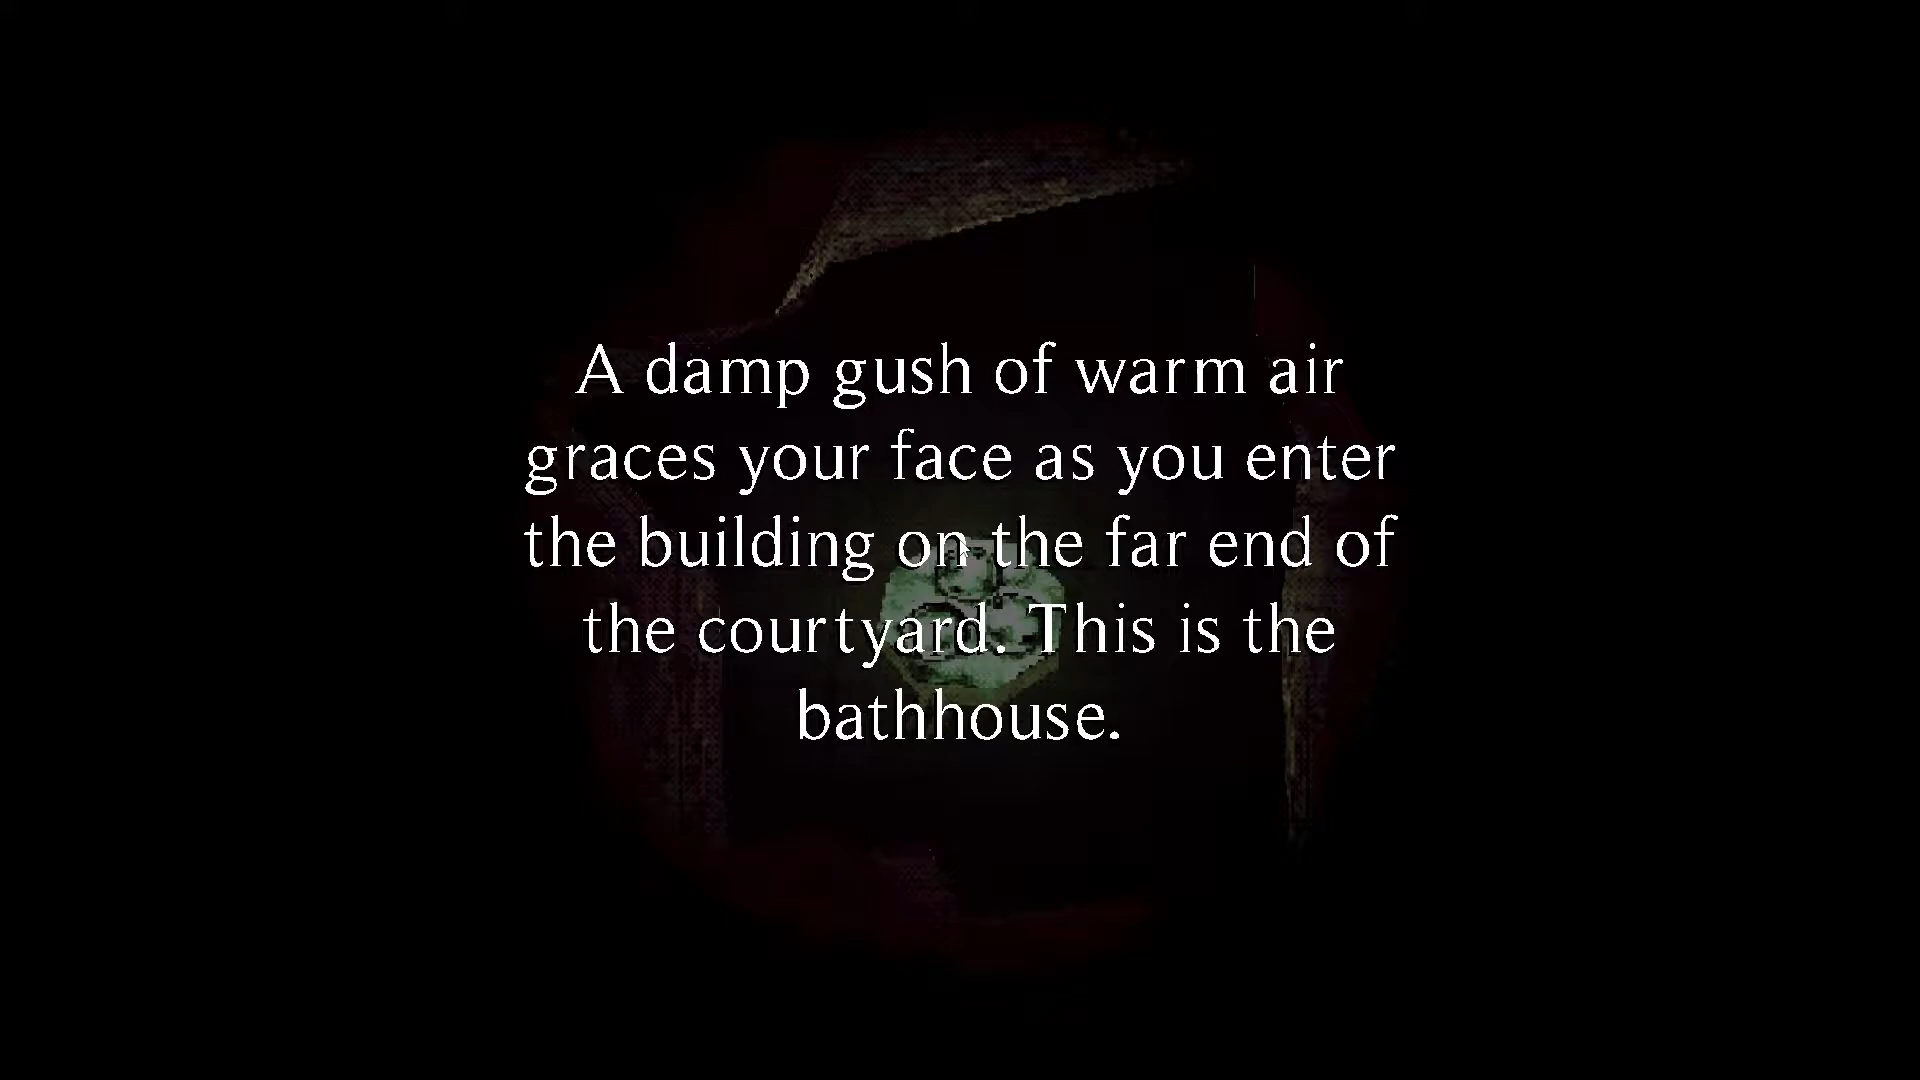 A damp gush of warm air
graces your face as you enter
the building on the far end of
the courtyard. This is the
bathhouse.